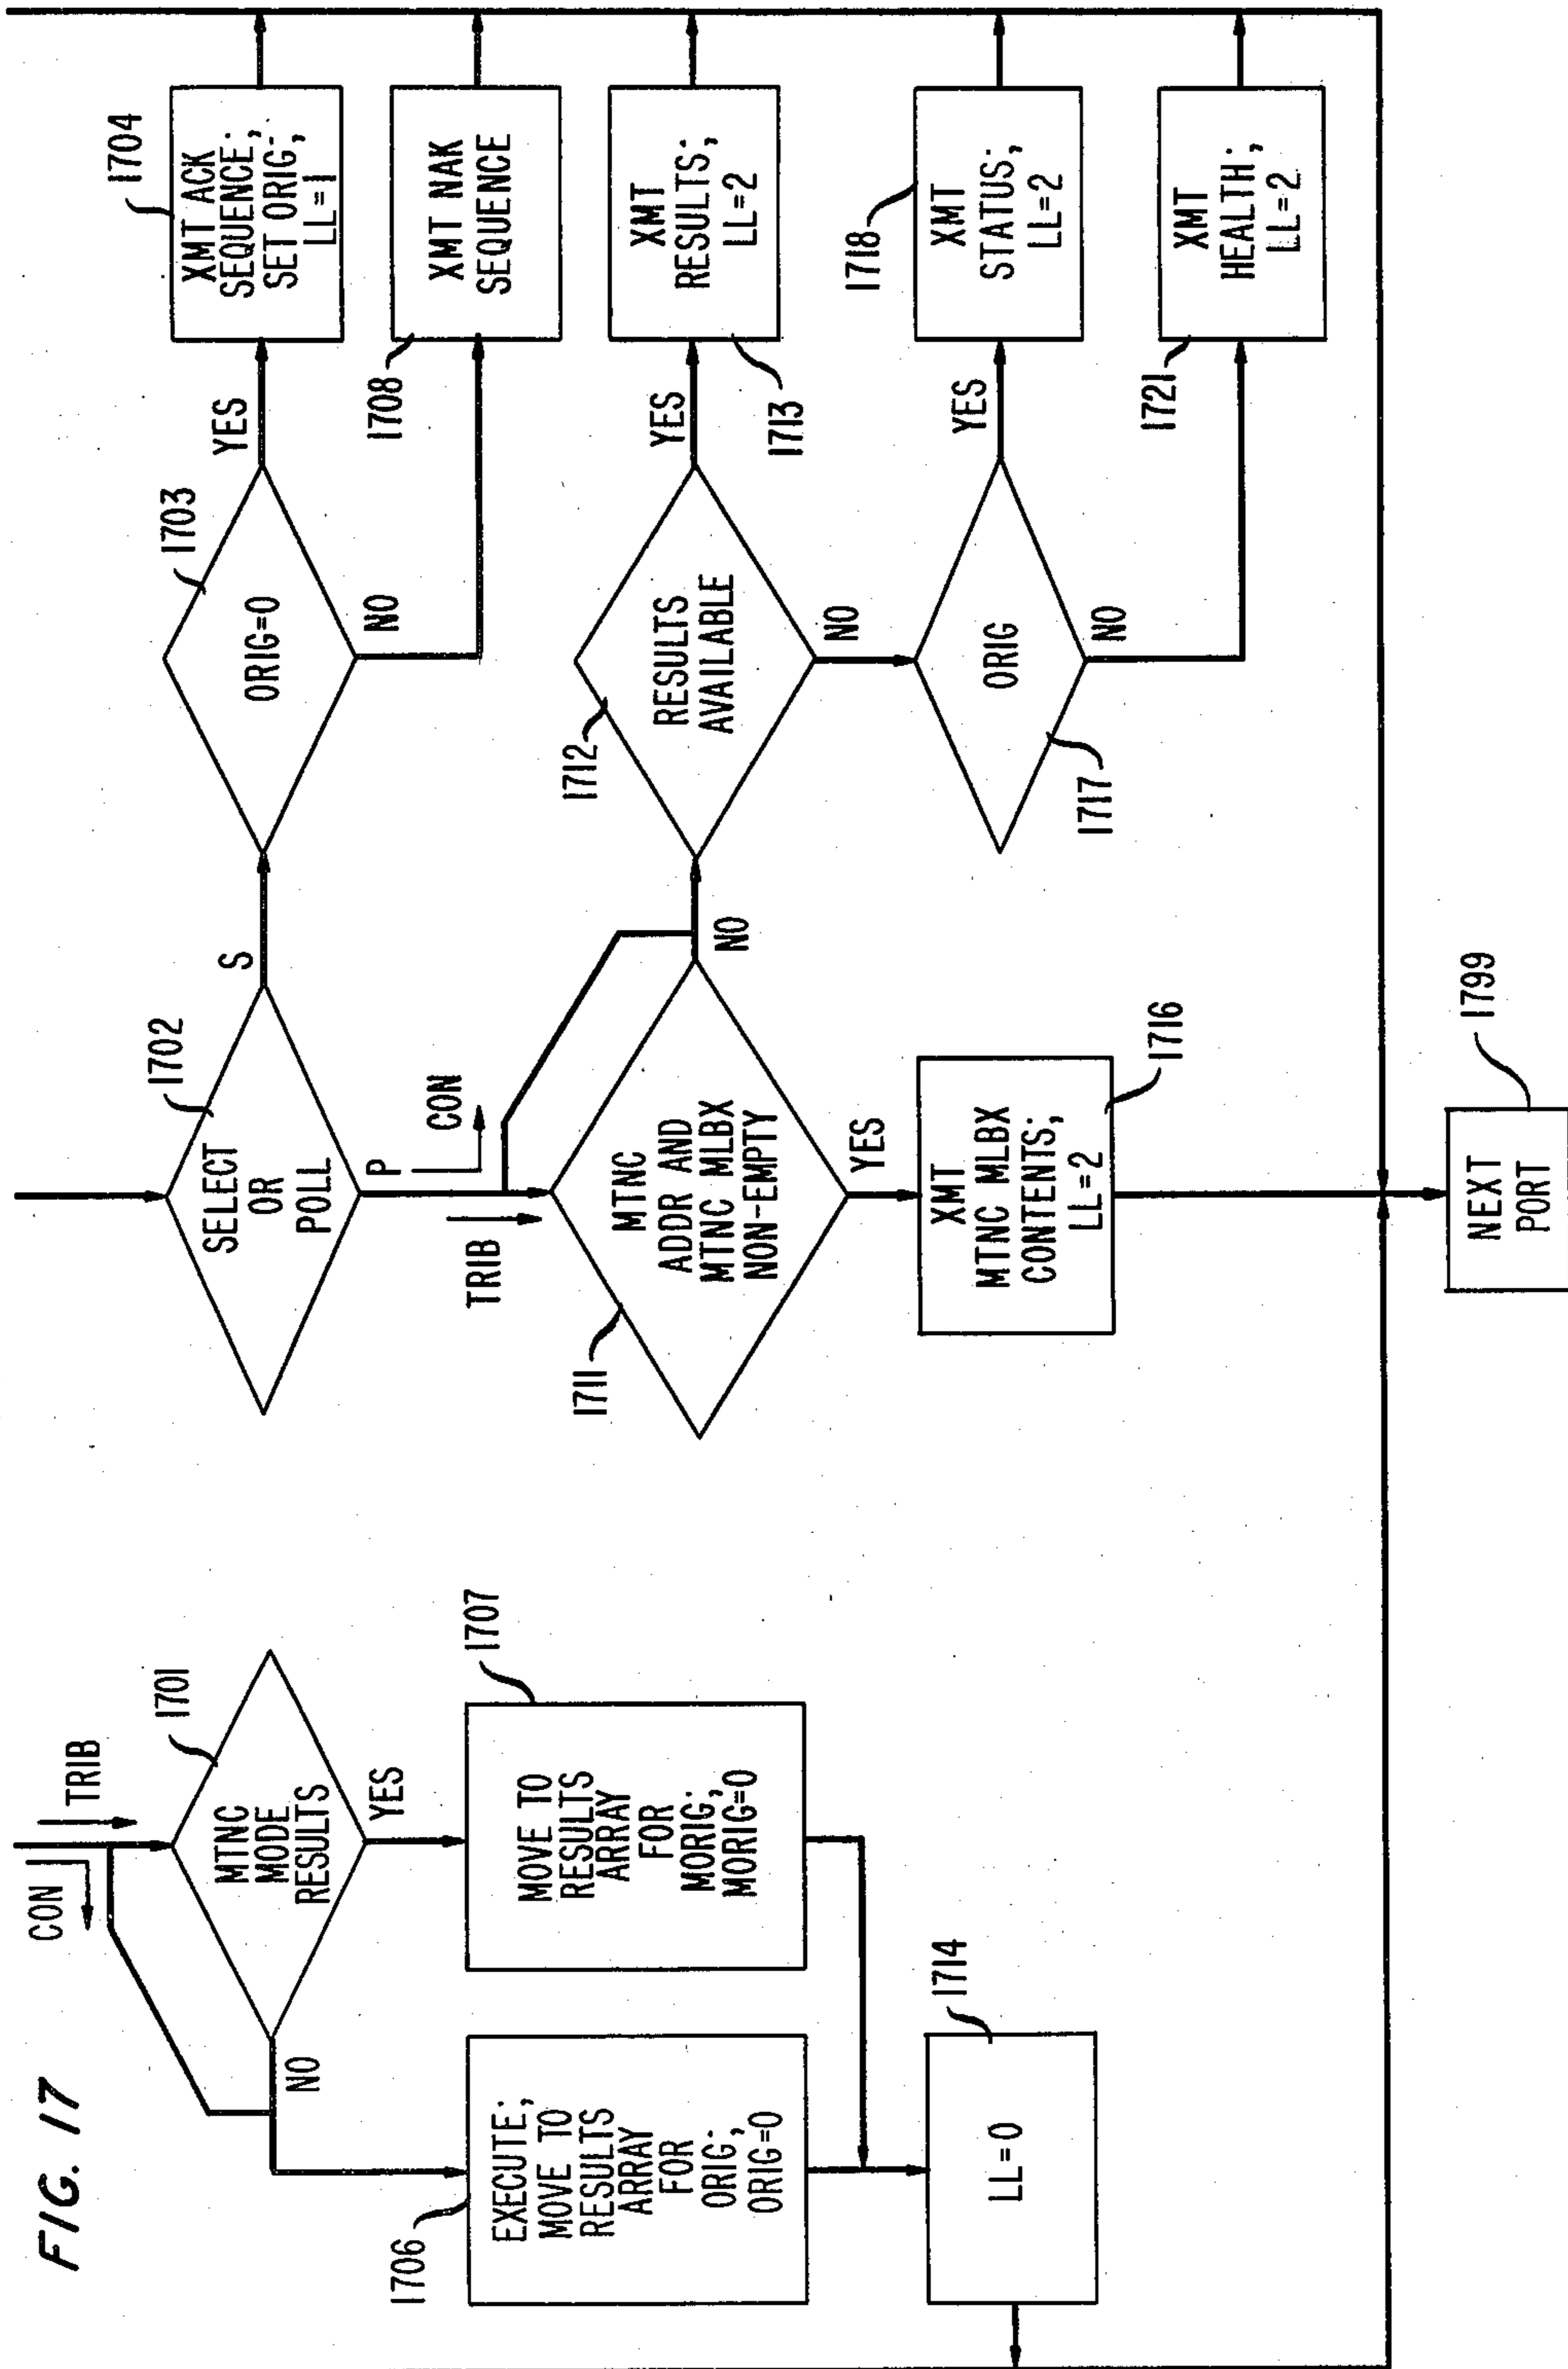 FIG. 17
CON
TRIB
1701
MTNC
MODE
RESULTS
NO
YES
1706
EXECUTE;
MOVE TO
RESULTS
ARRAY
FOR
ORIG;
ORIG=0
1707
MOVE TO
RESULTS
ARRAY
FOR
MORIG;
MORIG=0
1714
LL=0
1702
SELECT
OR
POLL
S
P
CON
TRIB
1703
ORIG=0
YES
NO
1704
XMT ACK
SEQUENCE;
SET ORIG;
LL=1
1708
XMT NAK
SEQUENCE
1711
MTNC
ADDR AND
MTNC MLBX
NON-EMPTY
NO
YES
1712
RESULTS
AVAILABLE
YES
NO
1713
XMT
RESULTS;
LL=2
1716
XMT
MTNC MLBX
CONTENTS;
LL=2
1717
ORIG
YES
NO
1718
XMT
STATUS;
LL=2
1721
XMT
HEALTH;
LL=2
1799
NEXT
PORT